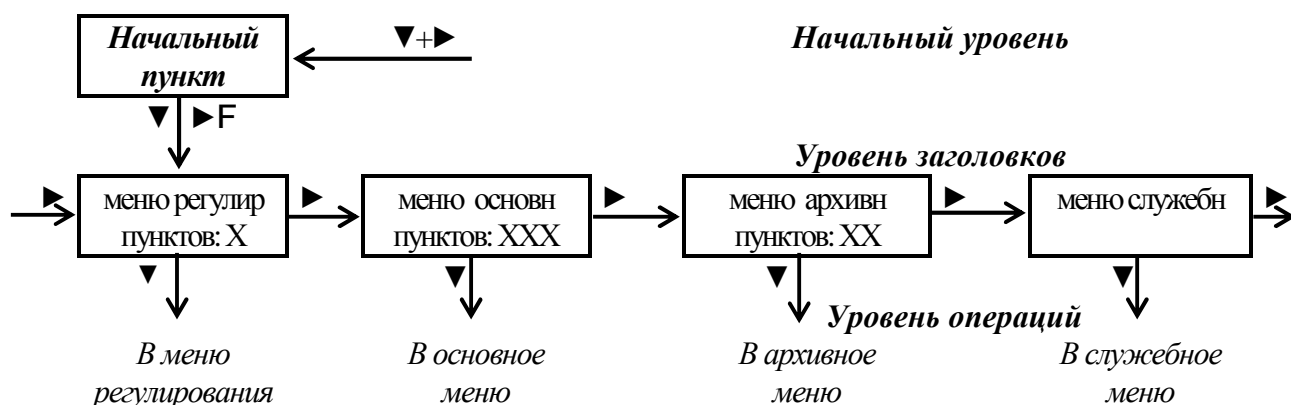 Начальный
пункт
▼+►
Начальный уровень
▼ ►F
Уровень заголовков
► меню регулир
пунктов: X
► меню основн
пунктов: XXX
► меню архивн
пунктов: XX
► меню служебн
►
▼ ▼ ▼ ▼
Уровень операций
В меню
регулирования
В основное
меню
В архивное
меню
В служебное
меню